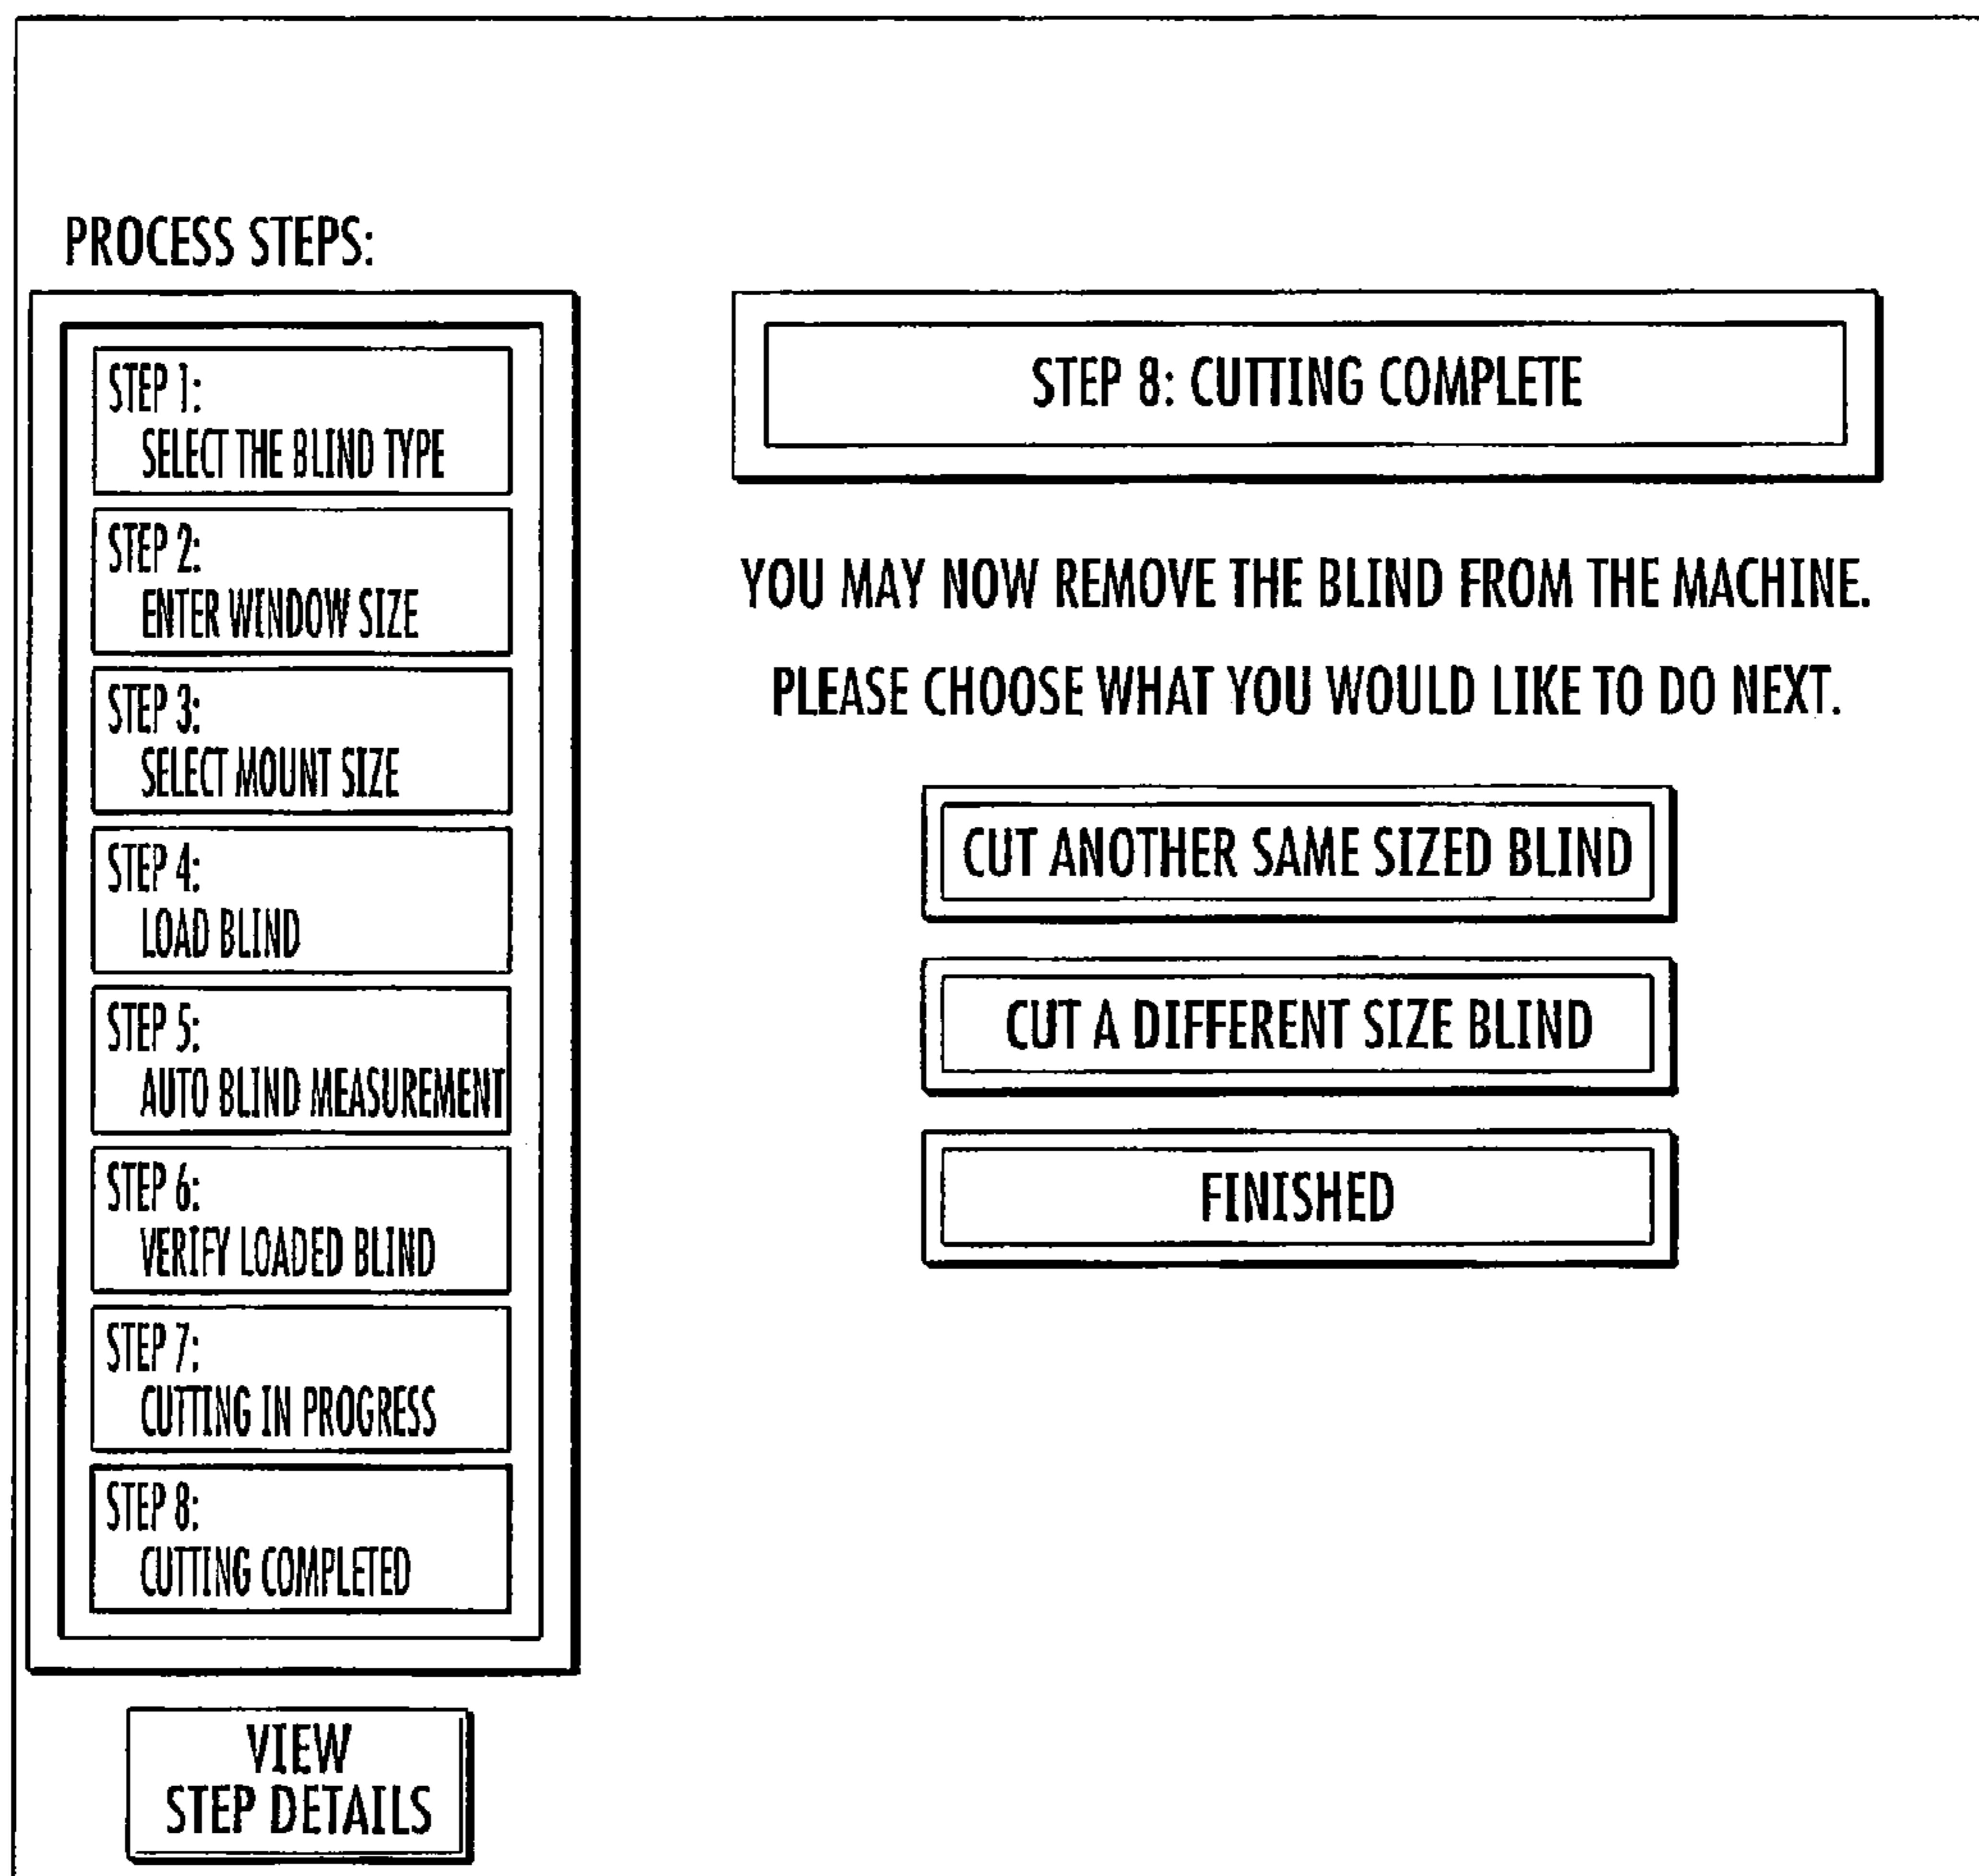 PROCESS STEPS:
STEP 1:
SELECT THE BLIND TYPE
STEP 2:
ENTER WINDOW SIZE
STEP 3:
SELECT MOUNT SIZE
STEP 4:
LOAD BLIND
STEP 5:
AUTO BLIND MEASUREMENT
STEP 6:
VERIFY LOADED BLIND
STEP 7:
CUTTING IN PROGRESS
STEP 8:
CUTTING COMPLETED
VIEW
STEP DETAILS
STEP 8: CUTTING COMPLETE
YOU MAY NOW REMOVE THE BLIND FROM THE MACHINE.
PLEASE CHOOSE WHAT YOU WOULD LIKE TO DO NEXT.
CUT ANOTHER SAME SIZED BLIND
CUT A DIFFERENT SIZE BLIND
FINISHED